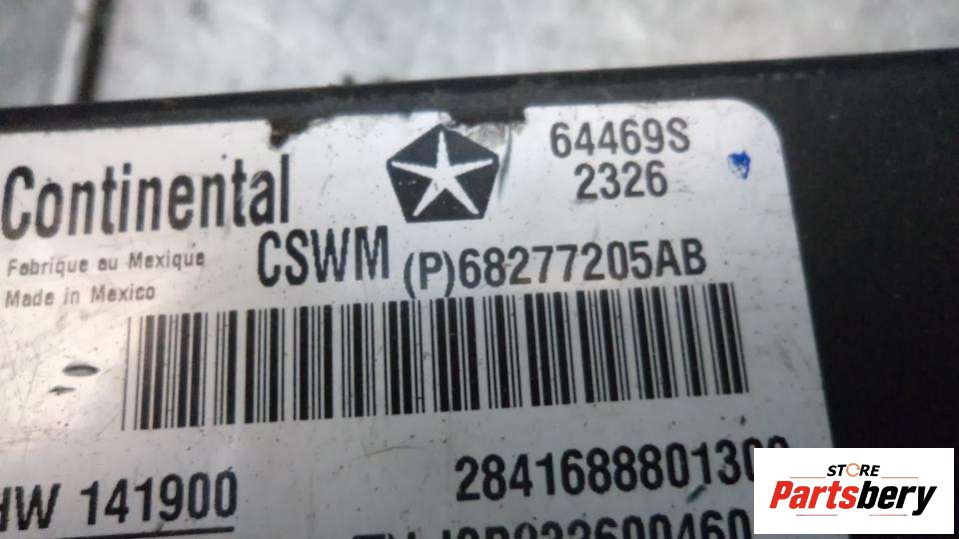 Continental
64469S
2326
Fabrique au Mexique
Made in Mexico
CSWM
(P)68277205AB
HW 141900
STORE
Partsbery